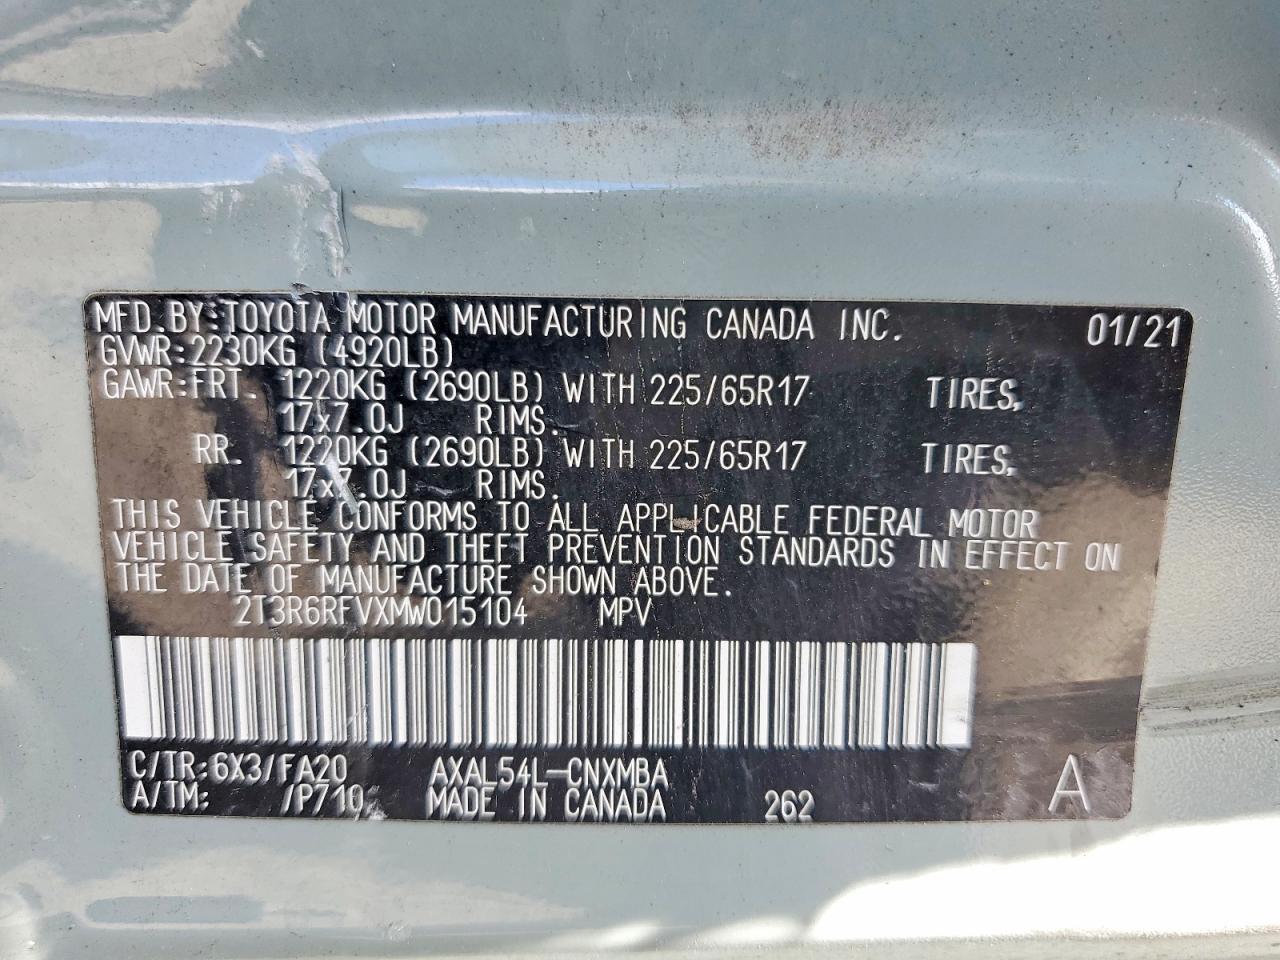 MFD. BY: TOYOTA MOTOR MANUFACTURING CANADA INC. 01/21
GVWR: 2230KG (4920LB)
GAWR: FRT. 1220KG (2690LB) WITH 225/65R17 TIRES,
17x7.0J RIMS.
RR. 1220KG (2690LB) WITH 225/65R17 TIRES,
17x7.0J RIMS.
THIS VEHICLE CONFORMS TO ALL APPLICABLE FEDERAL MOTOR
VEHICLE SAFETY AND THEFT PREVENTION STANDARDS IN EFFECT ON
THE DATE OF MANUFACTURE SHOWN ABOVE.
2T3R6RFVXMW015104 MPV
C/TR: 6X3/FA20 AXAL54L-CNXMBA A
A/TM: /P710 MADE IN CANADA 262